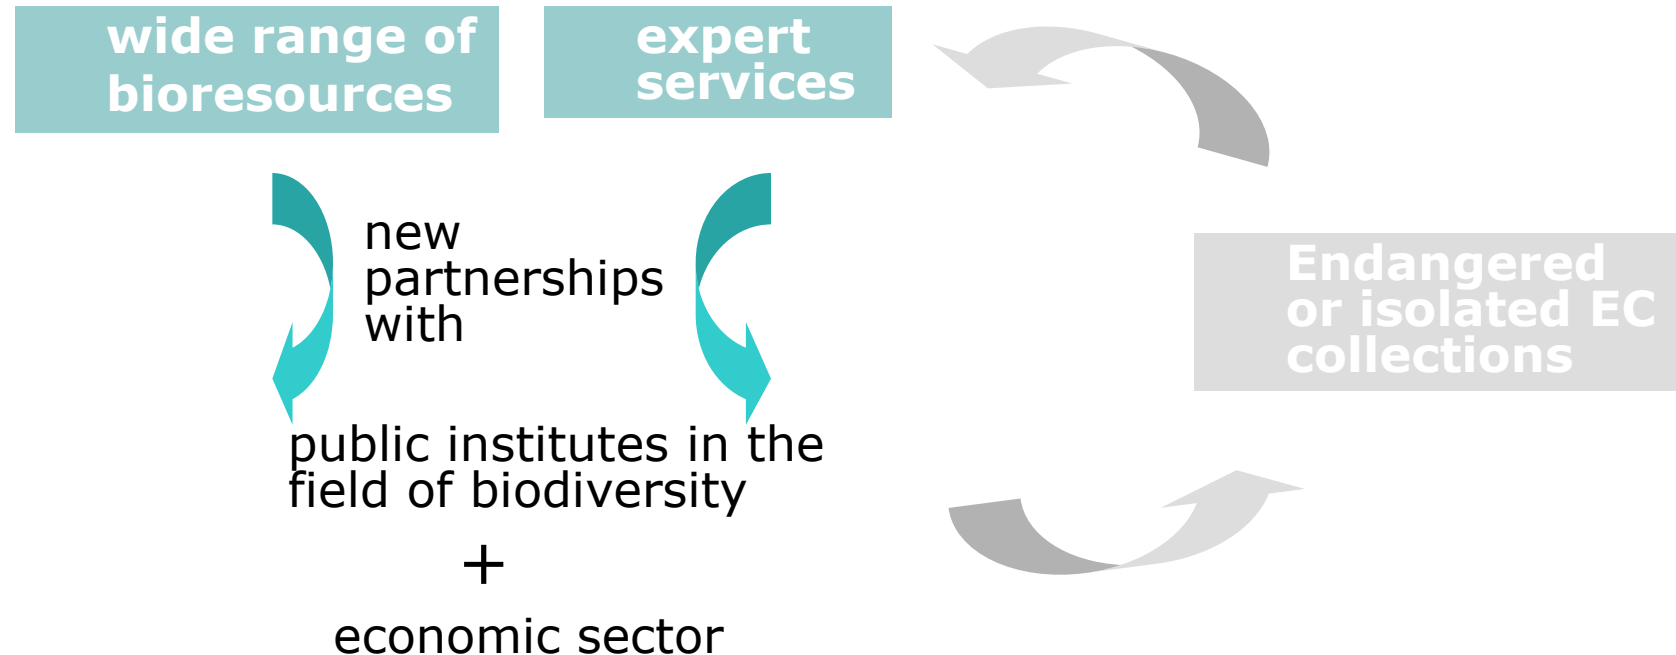 wide range of
bioresources
expert
services
new
partnerships
with
Endangered
or isolated EC
collections
public institutes in the
field of biodiversity
+
economic sector